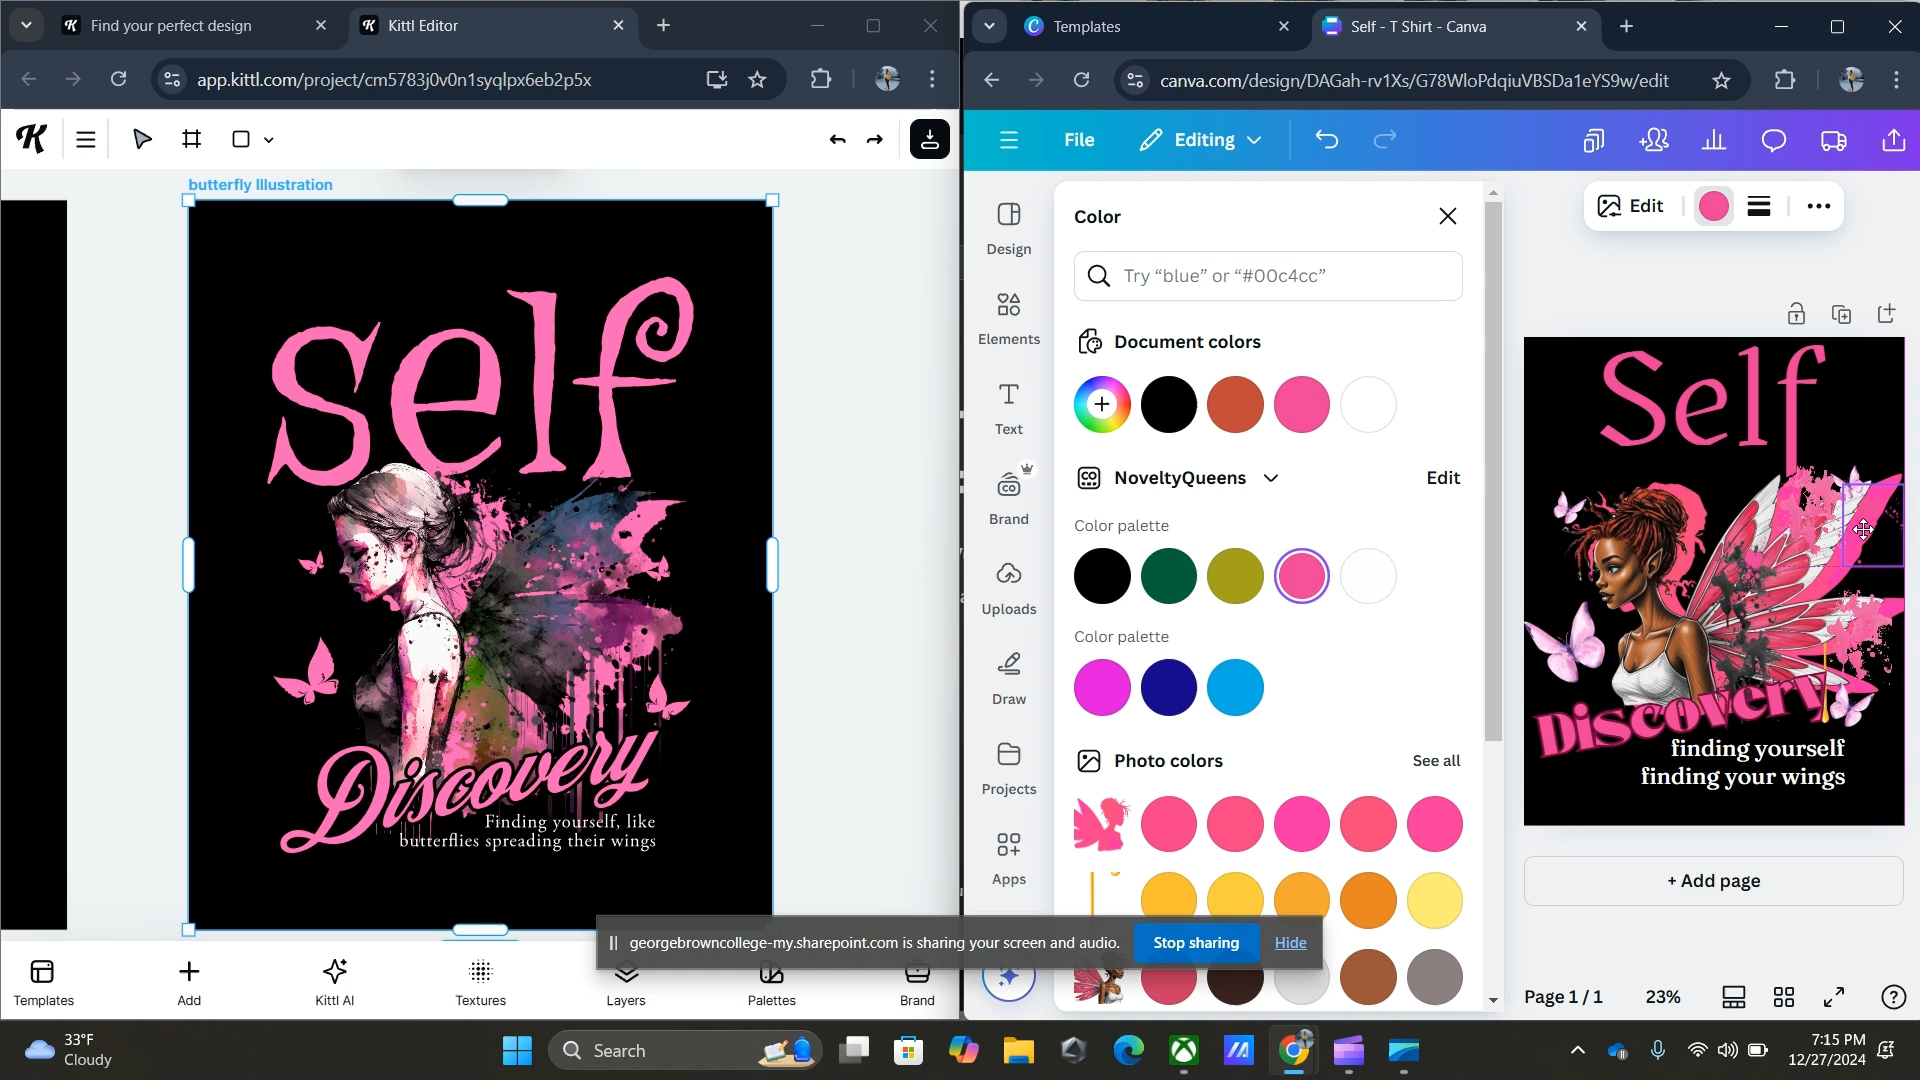 Find your perfect design
Kittl Editor
app.kittl.com/project/cm5783j0v0n1syqlpx6eb2p5x
butterfly Illustration
self
Discovery
Finding yourself, like
butterflies spreading their wings
Templates
Add
Kittl AI
Textures
Layers
Palettes
Brand
Templates
Self - T Shirt - Canva
canva.com/design/DAGah-rv1Xs/G78WloPdqiuVBSDa1eYS9w/edit
File
Editing
Design
Elements
Text
Brand
Uploads
Draw
Projects
Apps
Color
Try “blue” or “#00c4cc”
Document colors
NoveltyQueens
Edit
Color palette
Color palette
Photo colors
See all
Edit
Self
Discovery
finding yourself
finding your wings
+ Add page
Page 1 / 1
23%
georgebrowncollege-my.sharepoint.com is sharing your screen and audio.
Stop sharing
Hide
33°F
Cloudy
Search
7:15 PM
12/27/2024